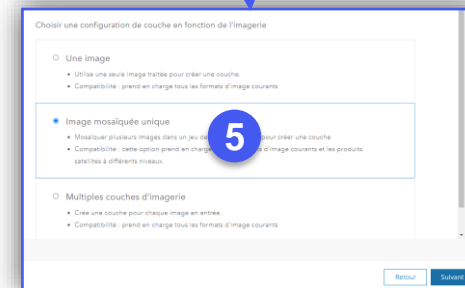 Choisir une configuration de couche en fonction de l'imagerie
Une image
Utilise une seule image traitée pour créer une couche.
Compatibilité : prend en charge tous les formats d'image courants
Image mosaïquée unique
Mosaïquer plusieurs images dans un jeu de pour créer une couche
Compatibilité : cette option prend en charge d'image courants et les produits
satellites à différents niveaux.
5
Multiples couches d'imagerie
Crée une couche pour chaque image en entrée.
Compatibilité : prend en charge tous les formats d'image courants
Retour
Suivant